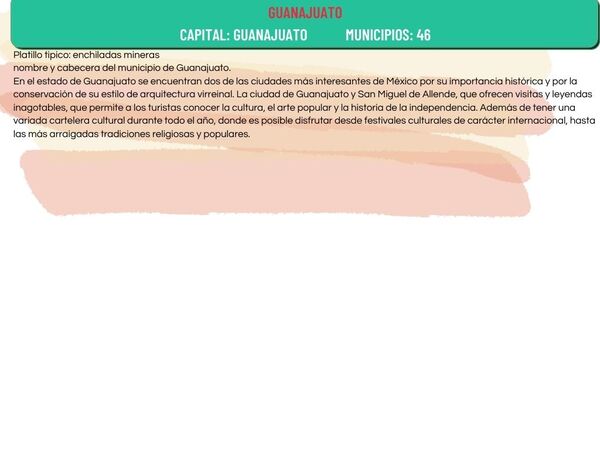 GUANAJUATO
CAPITAL: GUANAJUATO MUNICIPIOS: 46
Platillo tipico: enchiladas mineras
nombre y cabecera del municipio de Guanajuato.
En el estado de Guanajuato se encuentran dos de las ciudades más interesantes de México por su importancia histórica y por la
conservación de su estilo de arquitectura virreinal. La ciudad de Guanajuato y San Miguel de Allende, que ofrecen visitas y leyendas
inagotables, que permite a los turistas conocer la cultura, el arte popular y la historia de la independencia. Además de tener una
variada cartelera cultural durante todo el año, donde es posible disfrutar desde festivales culturales de carácter internacional, hasta
las más arraigadas tradiciones religiosas y populares.